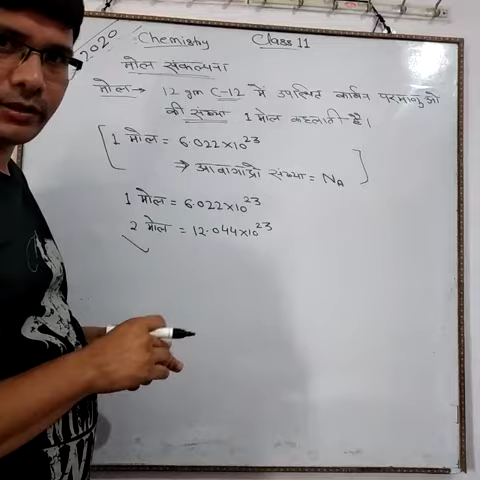 2020 Chemistry Class 11
मोल संकल्पना
मोल → 12 gm C-12 में उपस्थित कार्बन परमाणुओ
की संख्या 1 मोल कहलाती है।
1 मोल = 6.022×10²³
→ आवागाद्रो संख्या = Nₐ
1 मोल = 6.022×10²³
2 मोल = 12.044×10²³